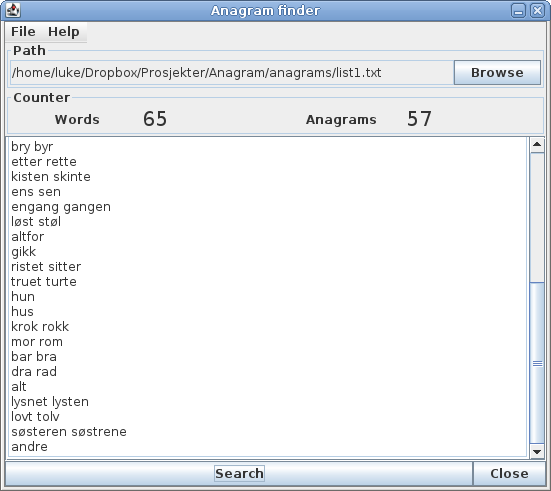 Anagram finder
File Help
Path
/home/luke/Dropbox/Prosjekter/Anagram/anagrams/list1.txt Browse
Counter
Words 65 Anagrams 57
bry byr
etter rette
kisten skinte
ens sen
engang gangen
løst støl
altfor
gikk
ristet sitter
truet turte
hun
hus
krok rokk
mor rom
bar bra
dra rad
alt
lysnet lysten
lovt tolv
søsteren søstrene
andre
Search Close